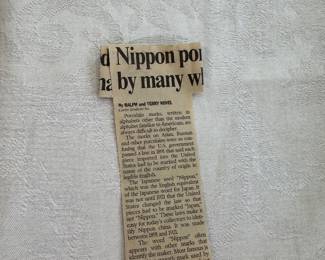 d Nippon por
na by many wh
By RALPH and TERRY KOVEL
Porcelain marks, written in
alphabets other than the modern
alphabet familiar to Americans, are
always difficult to decipher.
The marks on Asian, Russian
and other porcelains were so con-
fusing that the U.S. government
passed a law in 1891 that said each
piece imported into the United
States had to be marked with the
name of the country of origin in
legible English.
The Japanese used "Nippon,"
which was the English equivalent
of the Japanese word for Japan. It
was not until 1921 that the United
States changed the law so that
pieces had to be marked "Japan,"
not "Nippon." These laws make it
easy for today's collectors to iden-
tify Nippon china. It was made
between 1891 and 1921.
The word "Nippon" often
appears with other marks that
identify the maker. Most famous is
mark used by